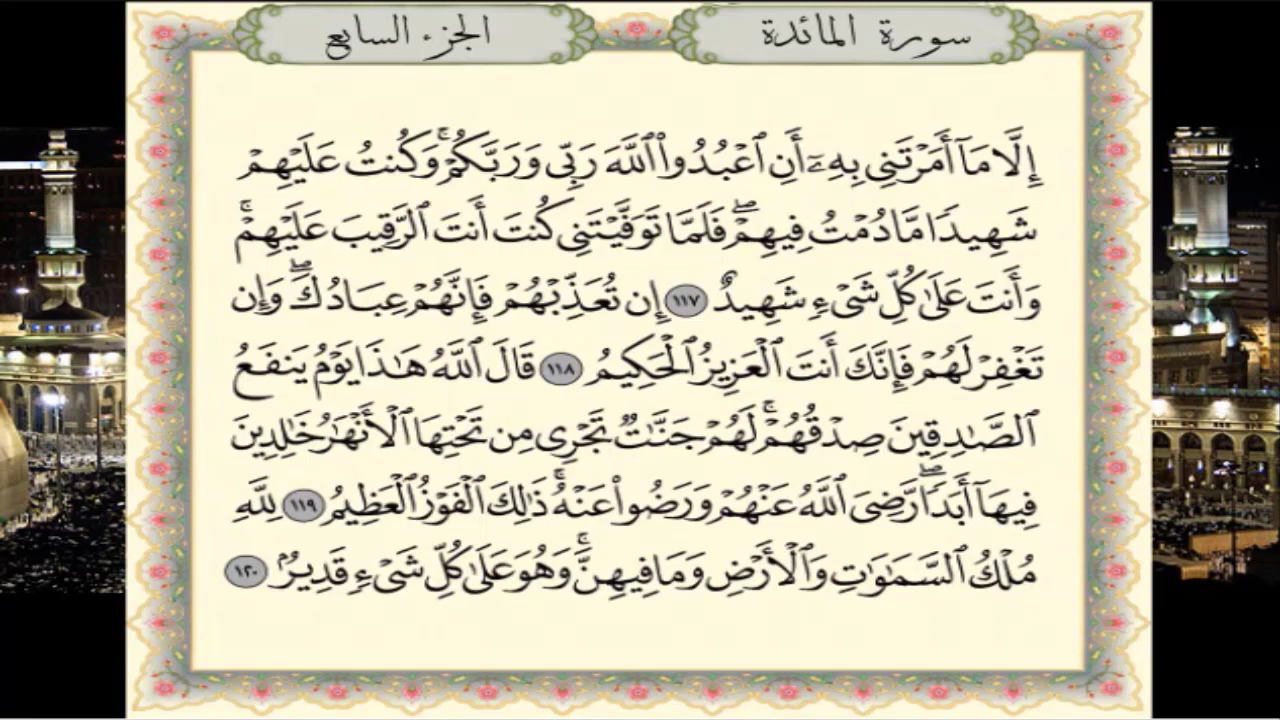 سورة المائدة
الجزء السابع
إِلَّا مَآ أَمَرْتَنِى بِهِۦٓ أَنِ ٱعْبُدُوا۟ ٱللَّهَ رَبِّى وَرَبَّكُمْ ۚ وَكُنتُ عَلَيْهِمْ
شَهِيدًا مَّا دُمْتُ فِيهِمْ ۖ فَلَمَّا تَوَفَّيْتَنِى كُنتَ أَنتَ ٱلرَّقِيبَ عَلَيْهِمْ ۚ
وَأَنتَ عَلَىٰ كُلِّ شَىْءٍ شَهِيدٌ ١١٧ إِن تُعَذِّبْهُمْ فَإِنَّهُمْ عِبَادُكَ ۖ وَإِن
تَغْفِرْ لَهُمْ فَإِنَّكَ أَنتَ ٱلْعَزِيزُ ٱلْحَكِيمُ ١١٨ قَالَ ٱللَّهُ هَٰذَا يَوْمُ يَنفَعُ
ٱلصَّٰدِقِينَ صِدْقُهُمْ ۚ لَهُمْ جَنَّٰتٌ تَجْرِى مِن تَحْتِهَا ٱلْأَنْهَٰرُ خَٰلِدِينَ
فِيهَآ أَبَدًا ۖ رَّضِىَ ٱللَّهُ عَنْهُمْ وَرَضُوا۟ عَنْهُ ۚ ذَٰلِكَ ٱلْفَوْزُ ٱلْعَظِيمُ ١١٩ لِلَّهِ
مُلْكُ ٱلسَّمَٰوَٰتِ وَٱلْأَرْضِ وَمَا فِيهِنَّ ۚ وَهُوَ عَلَىٰ كُلِّ شَىْءٍ قَدِيرٌۢ ١٢٠